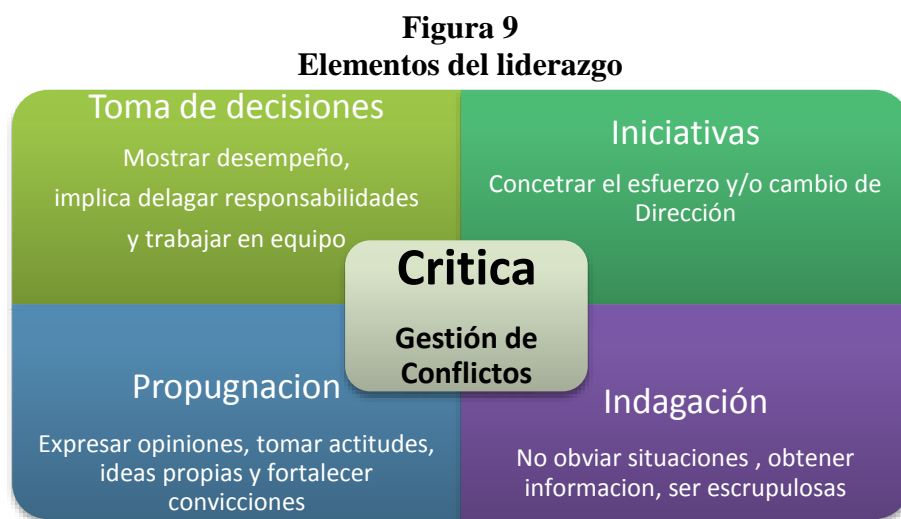 Figura 9
Elementos del liderazgo
Toma de decisiones
Mostrar desempeño,
implica delagar responsabilidades
y trabajar en equipo
Iniciativas
Concetrar el esfuerzo y/o cambio de
Dirección
Critica
Gestión de
Conflictos
Propugnacion
Expresar opiniones, tomar actitudes,
ideas propias y fortalecer
convicciones
Indagación
No obviar situaciones , obtener
informacion, ser escrupulosas